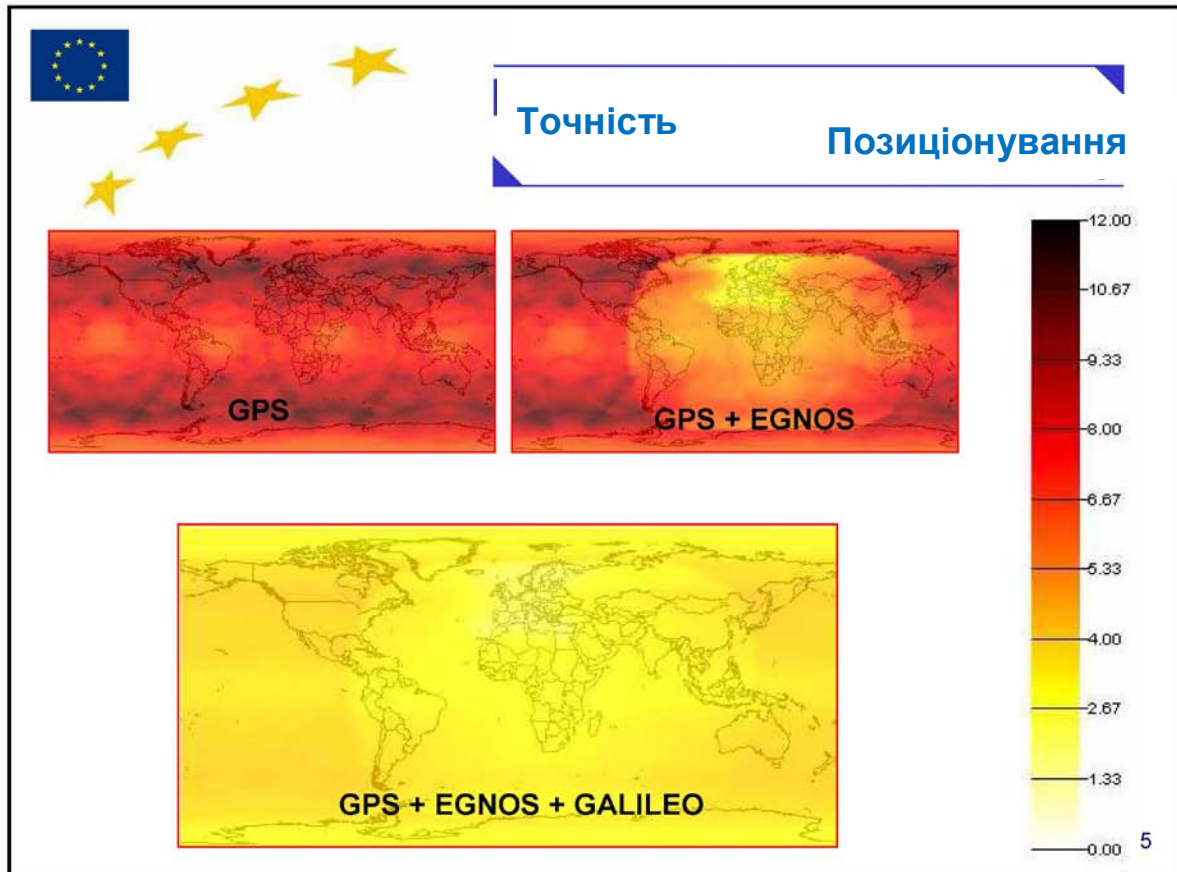 Точність
Позиціонування
GPS
GPS + EGNOS
GPS + EGNOS + GALILEO
12.00
10.67
9.33
8.00
6.67
5.33
4.00
2.67
1.33
0.00
5